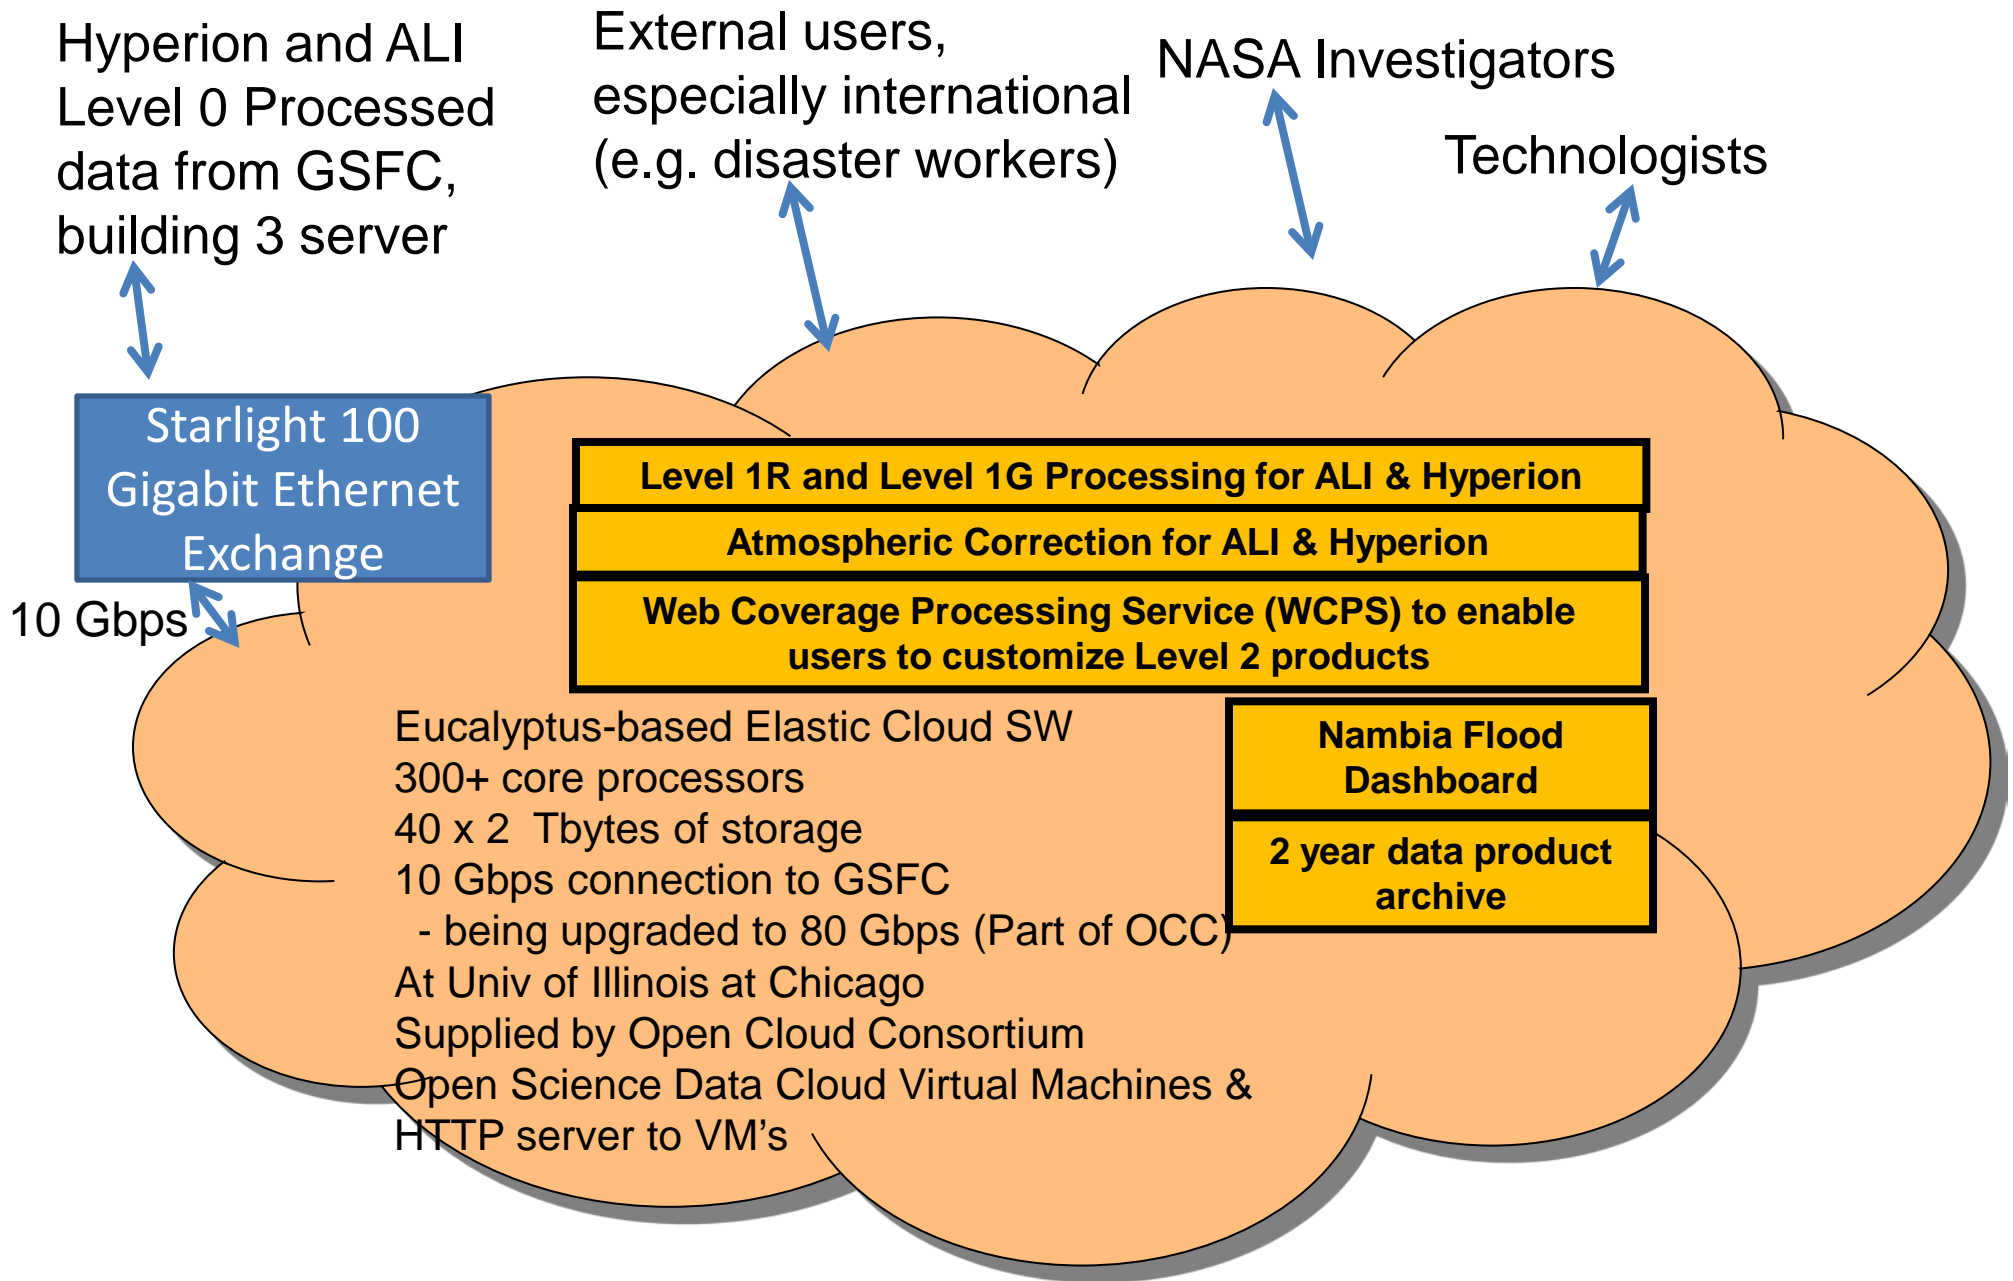 Hyperion and ALI
Level 0 Processed
data from GSFC,
building 3 server
External users,
especially international
(e.g. disaster workers)
NASA Investigators
Technologists
Starlight 100
Gigabit Ethernet
Exchange
10 Gbps
Level 1R and Level 1G Processing for ALI & Hyperion
Atmospheric Correction for ALI & Hyperion
Web Coverage Processing Service (WCPS) to enable
users to customize Level 2 products
Eucalyptus-based Elastic Cloud SW
300+ core processors
40 x 2  Tbytes of storage
10 Gbps connection to GSFC
- being upgraded to 80 Gbps (Part of OCC)
At Univ of Illinois at Chicago
Supplied by Open Cloud Consortium
Open Science Data Cloud Virtual Machines &
HTTP server to VM’s
Nambia Flood
Dashboard
2 year data product
archive